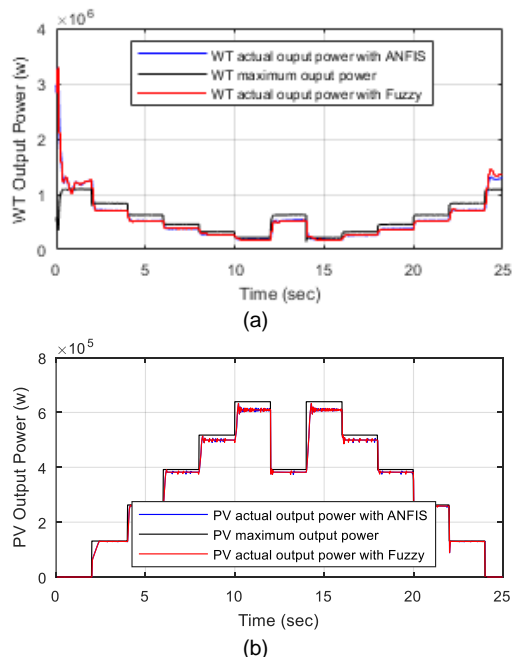 ×10⁶
4
3
2
1
0
WT Output Power (w)
WT actual ouput power with ANFIS
WT maximum ouput power
WT actual ouput power with Fuzzy
0 5 10 15 20 25
Time (sec)
(a)
×10⁵
8
6
4
2
0
PV Output Power (w)
PV actual output power with ANFIS
PV maximum output power
PV actual output power with Fuzzy
0 5 10 15 20 25
Time (sec)
(b)